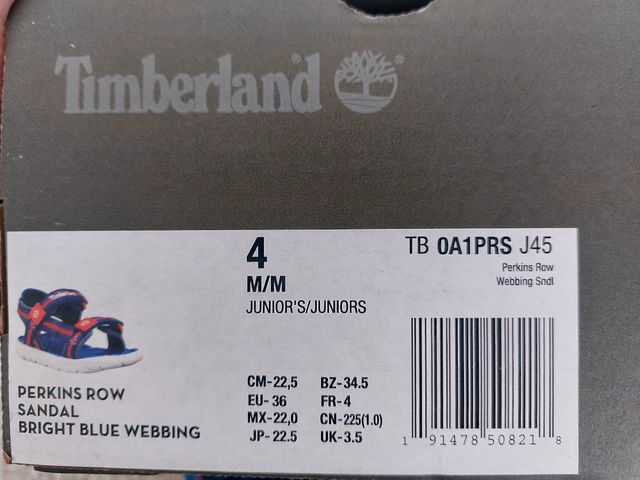 Timberland®
4
M/M
JUNIOR'S/JUNIORS
TB 0A1PRS J45
Perkins Row
Webbing Sndl
PERKINS ROW
SANDAL
BRIGHT BLUE WEBBING
CM-22,5 BZ-34.5
EU- 36 FR-4
MX-22,0 CN-225(1.0)
JP- 22.5 UK-3.5
1 91478 50821 8